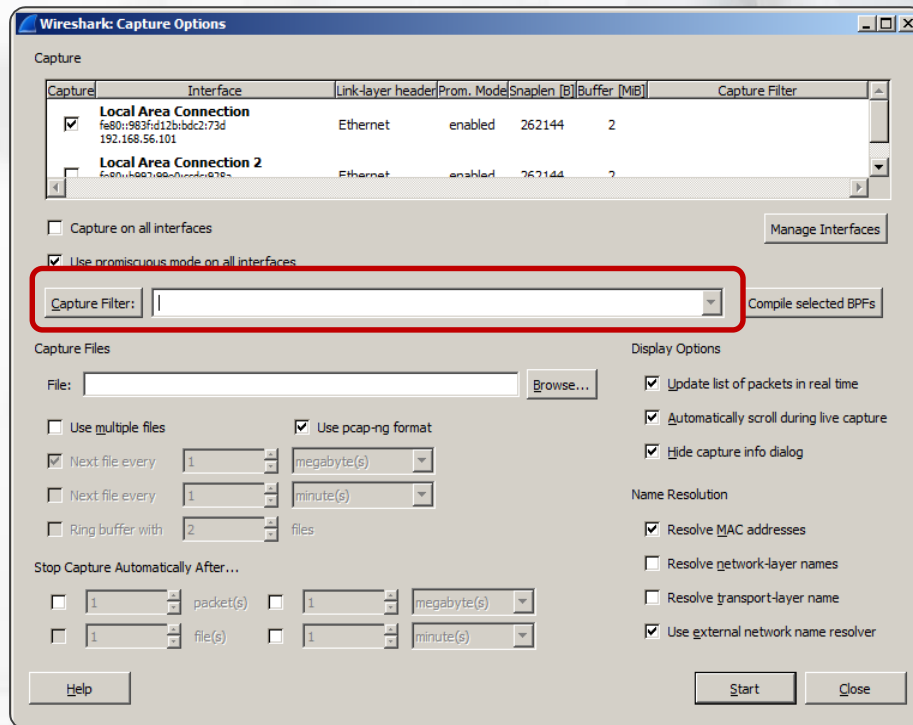 Wireshark: Capture Options
Capture
Capture Interface Link-layer header Prom. Mode Snaplen [B] Buffer [MiB] Capture Filter
Local Area Connection
fe80::983f:d12b:bdc2:73d Ethernet enabled 262144 2
192.168.56.101
Local Area Connection 2
Ethernet enabled 262144 2
Capture on all interfaces
Manage Interfaces
Use promiscuous mode on all interfaces
Capture Filter: Compile selected BPFs
Capture Files Display Options
File: Browse... Update list of packets in real time
Use multiple files Use pcap-ng format Automatically scroll during live capture
Next file every 1 megabyte(s) Hide capture info dialog
Next file every 1 minute(s) Name Resolution
Ring buffer with 2 files Resolve MAC addresses
Stop Capture Automatically After... Resolve network-layer names
1 packet(s) 1 megabyte(s) Resolve transport-layer name
1 file(s) 1 minute(s) Use external network name resolver
Help Start Close